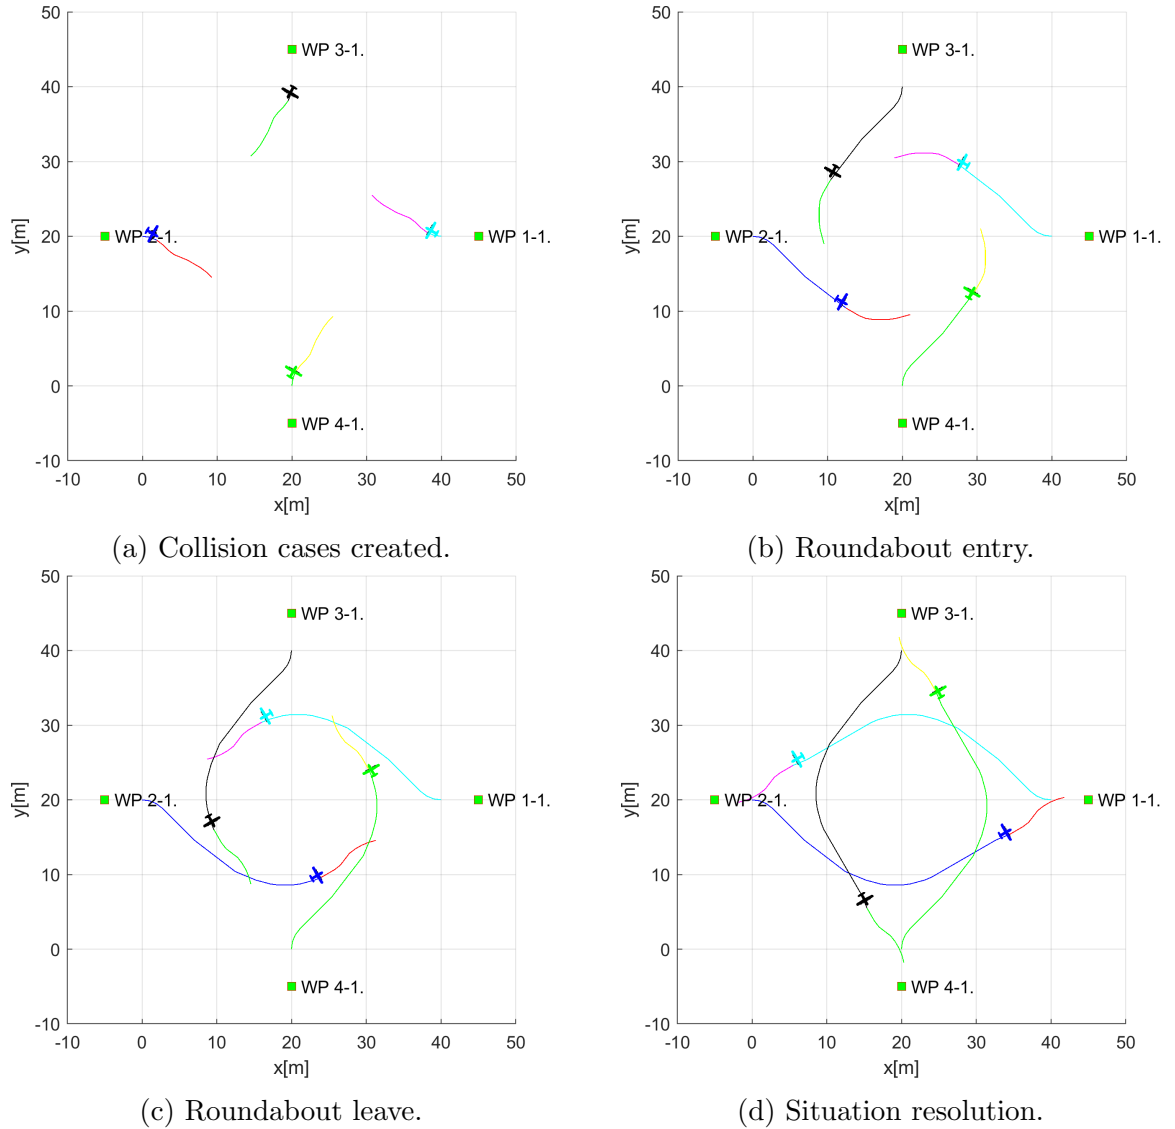 50
40
30
20
10
0
-10
y[m]
WP 3-1.
WP 2-1.
WP 1-1.
WP 4-1.
-10 0 10 20 30 40 50
x[m]
(a) Collision cases created.
50
40
30
20
10
0
-10
y[m]
WP 3-1.
WP 2-1.
WP 1-1.
WP 4-1.
-10 0 10 20 30 40 50
x[m]
(b) Roundabout entry.
50
40
30
20
10
0
-10
y[m]
WP 3-1.
WP 2-1.
WP 1-1.
WP 4-1.
-10 0 10 20 30 40 50
x[m]
(c) Roundabout leave.
50
40
30
20
10
0
-10
y[m]
WP 3-1.
WP 2-1.
WP 1-1.
WP 4-1.
-10 0 10 20 30 40 50
x[m]
(d) Situation resolution.